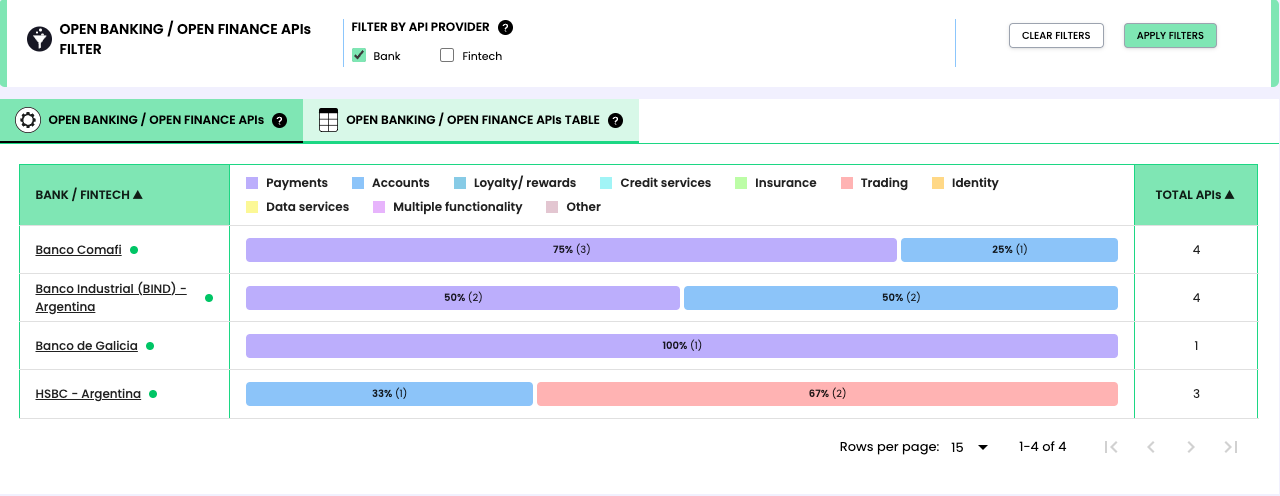 OPEN BANKING / OPEN FINANCE APIs
FILTER
FILTER BY API PROVIDER ?
Bank
Fintech
CLEAR FILTERS
APPLY FILTERS
OPEN BANKING / OPEN FINANCE APIs ?
OPEN BANKING / OPEN FINANCE APIs TABLE ?
BANK / FINTECH ▲
Payments Accounts Loyalty/ rewards Credit services Insurance Trading Identity
Data services Multiple functionality Other
TOTAL APIs ▲
Banco Comafi
75% (3)
25% (1)
4
Banco Industrial (BIND) -
Argentina
50% (2)
50% (2)
4
Banco de Galicia
100% (1)
1
HSBC - Argentina
33% (1)
67% (2)
3
Rows per page: 15
1-4 of 4